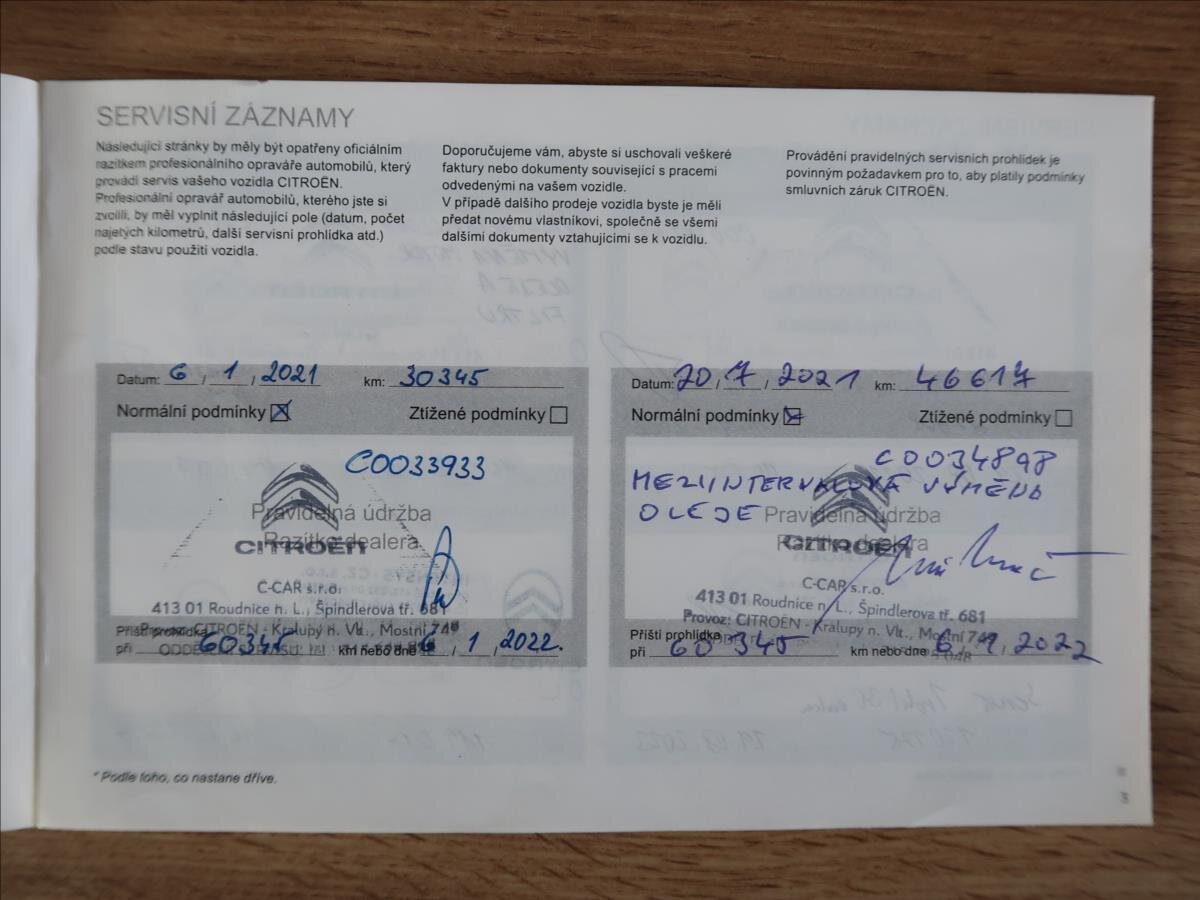 SERVISNÍ ZÁZNAMY
Následující stránky by měly být opatřeny oficiálním
razítkem profesionálního opraváře automobilů, který
provádí servis vašeho vozidla CITROËN.
Profesionální opravář automobilů, kterého jste si
zvolili, by měl vyplnit následující pole (datum, počet
najetých kilometrů, další servisní prohlídka atd.)
podle stavu použití vozidla.
Doporučujeme vám, abyste si uschovali veškeré
faktury nebo dokumenty související s pracemi
odvedenými na vašem vozidle.
V případě dalšího prodeje vozidla byste je měli
předat novému vlastníkovi, společně se všemi
dalšími dokumenty vztahujícími se k vozidlu.
Provádění pravidelných servisních prohlídek je
povinným požadavkem pro to, aby platily podmínky
smluvních záruk CITROËN.
Datum: 6 / 1 / 2021 km: 30345
Normální podmínky Ztížené podmínky
C0033933
Pravidelná údržba
Razítko dealera
CITROËN
C-CAR s.r.o.
413 01 Roudnice n. L., Špindlerova tř. 681
Provoz: CITROËN - Kralupy n. Vlt., Mostní 748
Příští prohlídka
při 60345 km nebo dne 6 / 1 / 2022.
Datum: 20 / 7 / 2021 km: 46617
Normální podmínky Ztížené podmínky
C0034898
MEZIINTERVALOVÁ VÝMĚNA
OLEJE Pravidelná údržba
Razítko dealera
CITROËN
C-CAR s.r.o.
413 01 Roudnice n. L., Špindlerova tř. 681
Provoz: CITROËN - Kralupy n. Vlt., Mostní 748
Příští prohlídka
při 60345 km nebo dne 6 / 1 / 2022
* Podle toho, co nastane dříve.
3